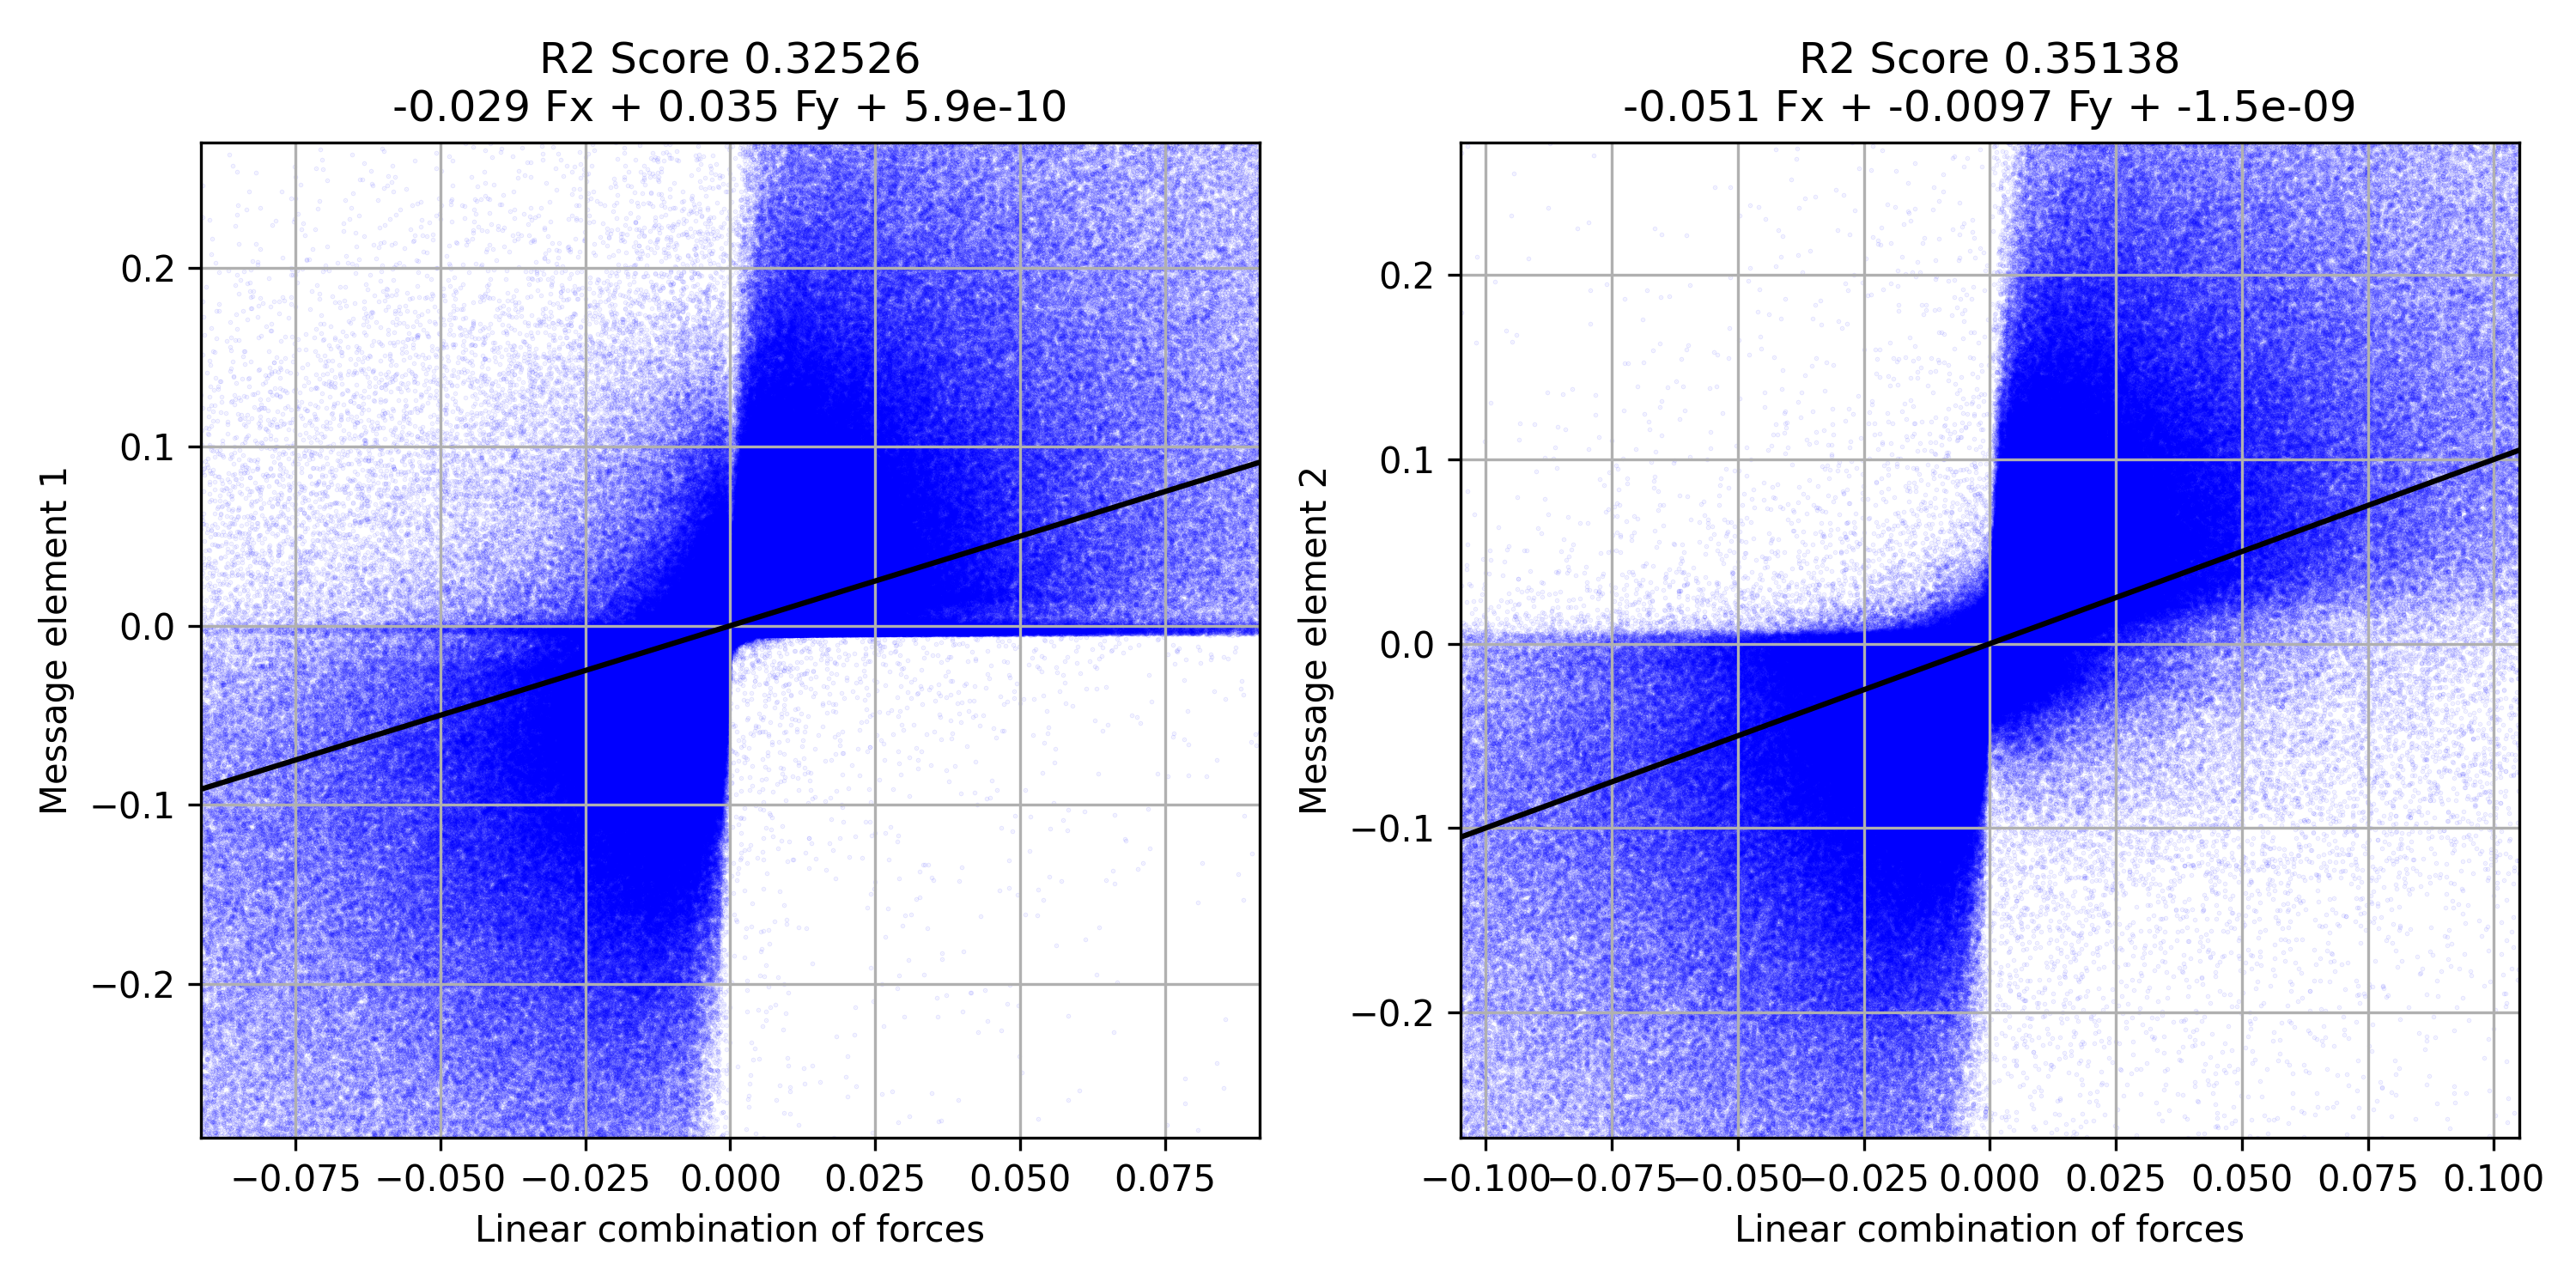 R2 Score 0.32526
-0.029 Fx + 0.035 Fy + 5.9e-10
Message element 1
0.2
0.1
0.0
−0.1
−0.2
−0.075 −0.050 −0.025 0.000 0.025 0.050 0.075
Linear combination of forces
R2 Score 0.35138
-0.051 Fx + -0.0097 Fy + -1.5e-09
Message element 2
0.2
0.1
0.0
−0.1
−0.2
−0.100 −0.075 −0.050 −0.025 0.000 0.025 0.050 0.075 0.100
Linear combination of forces